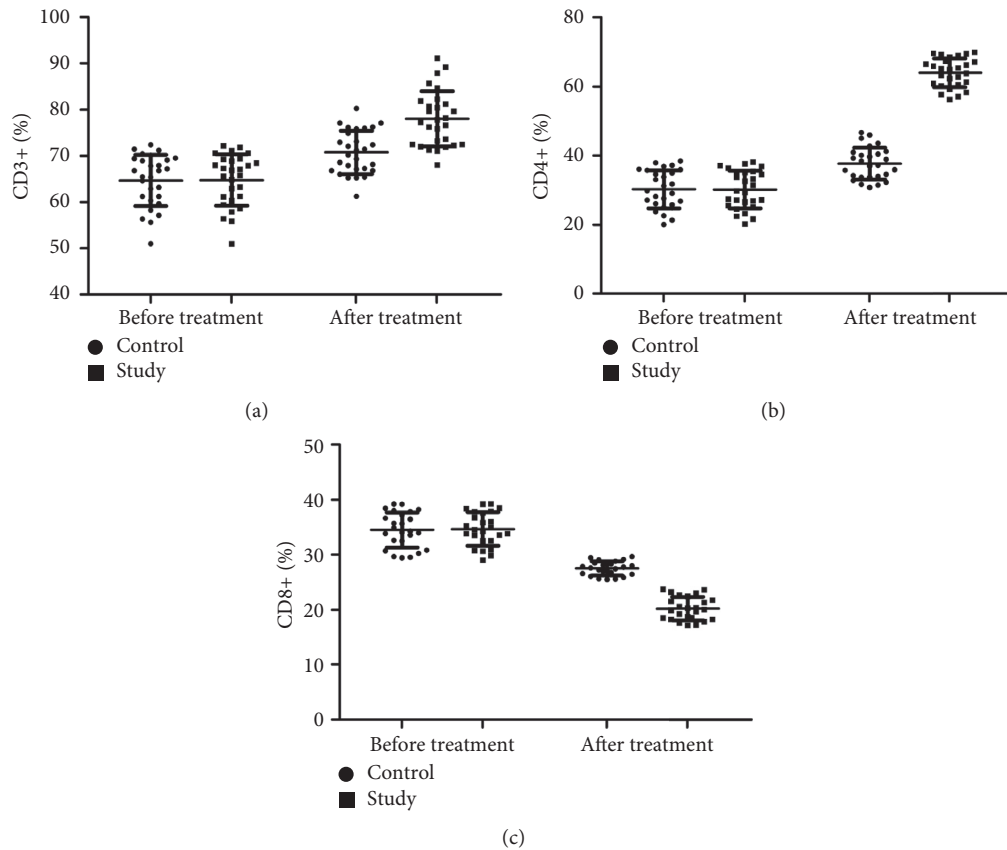 100
90
80
70
60
50
40
CD3+ (%)
Before treatment
After treatment
Control
Study
(a)
80
60
40
20
0
CD4+ (%)
Before treatment
After treatment
Control
Study
(b)
50
40
30
20
10
0
CD8+ (%)
Before treatment
After treatment
Control
Study
(c)